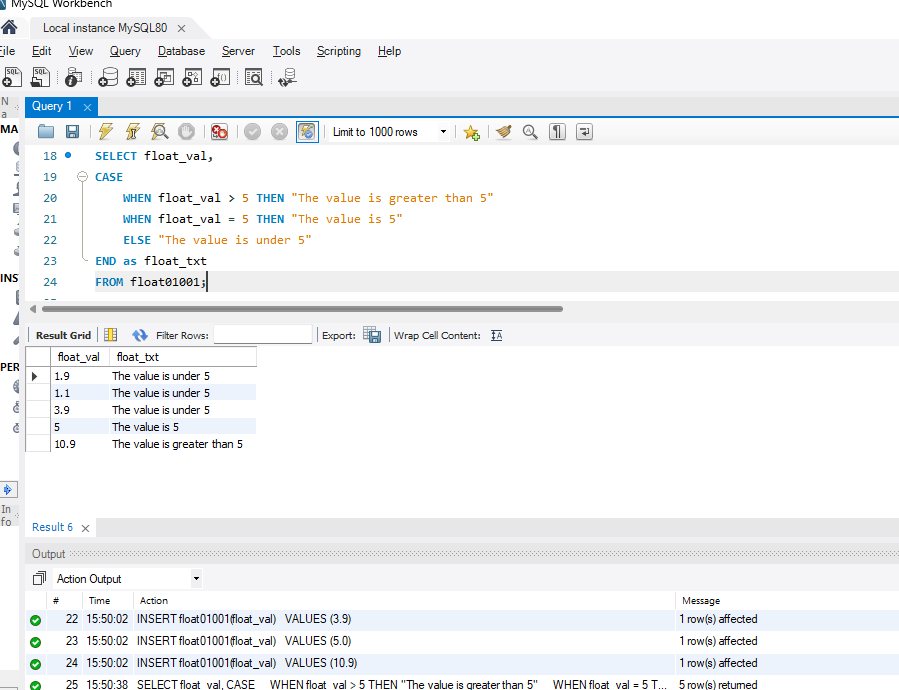 MySQL Workbench
Local instance MySQL80
File Edit View Query Database Server Tools Scripting Help
Query 1
Limit to 1000 rows
18 SELECT float_val,
19 CASE
20 WHEN float_val > 5 THEN "The value is greater than 5"
21 WHEN float_val = 5 THEN "The value is 5"
22 ELSE "The value is under 5"
23 END as float_txt
24 FROM float01001;
Result Grid Filter Rows: Export: Wrap Cell Content:
float_val float_txt
1.9 The value is under 5
1.1 The value is under 5
3.9 The value is under 5
5 The value is 5
10.9 The value is greater than 5
Result 6
Output
Action Output
# Time Action Message
22 15:50:02 INSERT float01001(float_val) VALUES (3.9) 1 row(s) affected
23 15:50:02 INSERT float01001(float_val) VALUES (5.0) 1 row(s) affected
24 15:50:02 INSERT float01001(float_val) VALUES (10.9) 1 row(s) affected
25 15:50:38 SELECT float_val, CASE WHEN float_val > 5 THEN "The value is greater than 5" WHEN float_val = 5 T... 5 row(s) returned